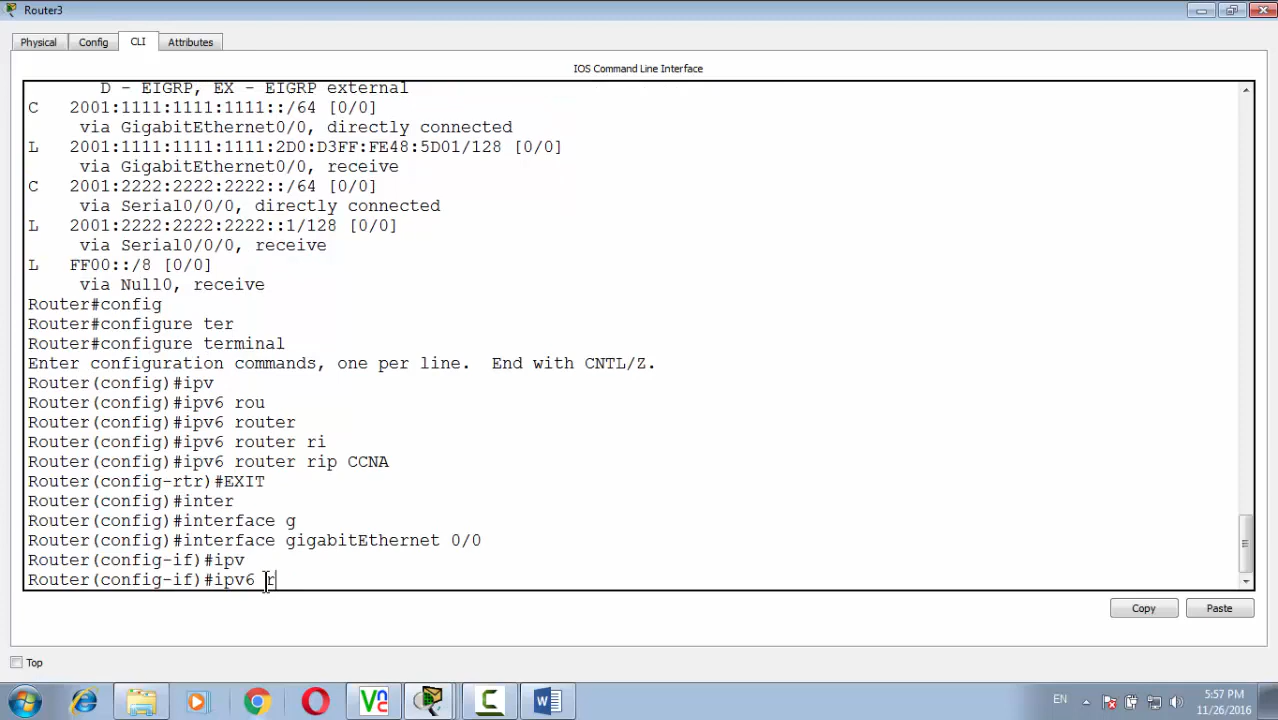 Router3
Physical Config CLI Attributes
IOS Command Line Interface
D - EIGRP, EX - EIGRP external
C 2001:1111:1111:1111::/64 [0/0]
via GigabitEthernet0/0, directly connected
L 2001:1111:1111:1111:2D0:D3FF:FE48:5D01/128 [0/0]
via GigabitEthernet0/0, receive
C 2001:2222:2222:2222::/64 [0/0]
via Serial0/0/0, directly connected
L 2001:2222:2222:2222::1/128 [0/0]
via Serial0/0/0, receive
L FF00::/8 [0/0]
via Null0, receive
Router#config
Router#configure ter
Router#configure terminal
Enter configuration commands, one per line. End with CNTL/Z.
Router(config)#ipv
Router(config)#ipv6 rou
Router(config)#ipv6 router
Router(config)#ipv6 router ri
Router(config)#ipv6 router rip CCNA
Router(config-rtr)#EXIT
Router(config)#inter
Router(config)#interface g
Router(config)#interface gigabitEthernet 0/0
Router(config-if)#ipv
Router(config-if)#ipv6 r
Copy Paste
Top
EN 5:57 PM
11/26/2016